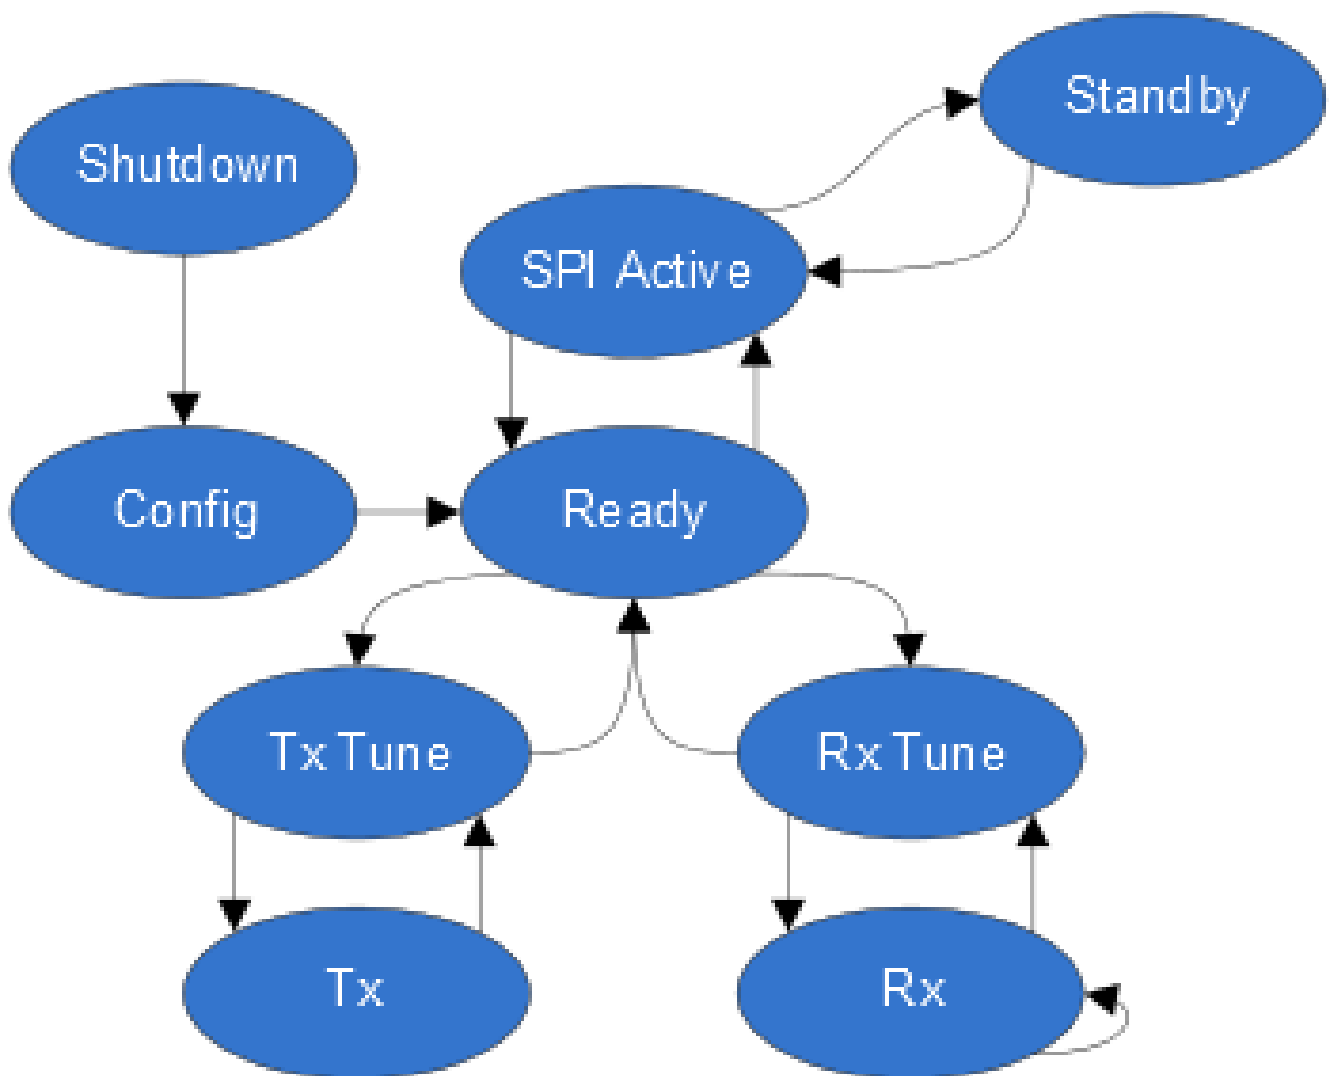 Standby
Shutdown
SPI Active
Config
Ready
Tx Tune
Rx Tune
Tx
Rx